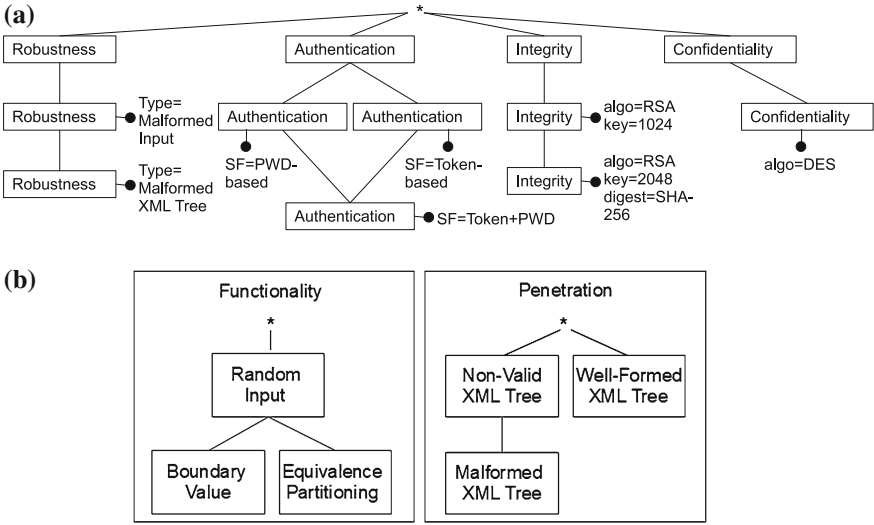 (a)
*
Robustness
Authentication
Integrity
Confidentiality
Robustness
Type=
Malformed
Input
Authentication
Authentication
Integrity
algo=RSA
key=1024
Confidentiality
SF=PWD-
based
SF=Token-
based
algo=DES
Robustness
Type=
Malformed
XML Tree
Integrity
algo=RSA
key=2048
digest=SHA-
256
Authentication
SF=Token+PWD
(b)
Functionality
*
Random
Input
Boundary
Value
Equivalence
Partitioning
Penetration
*
Non-Valid
XML Tree
Well-Formed
XML Tree
Malformed
XML Tree